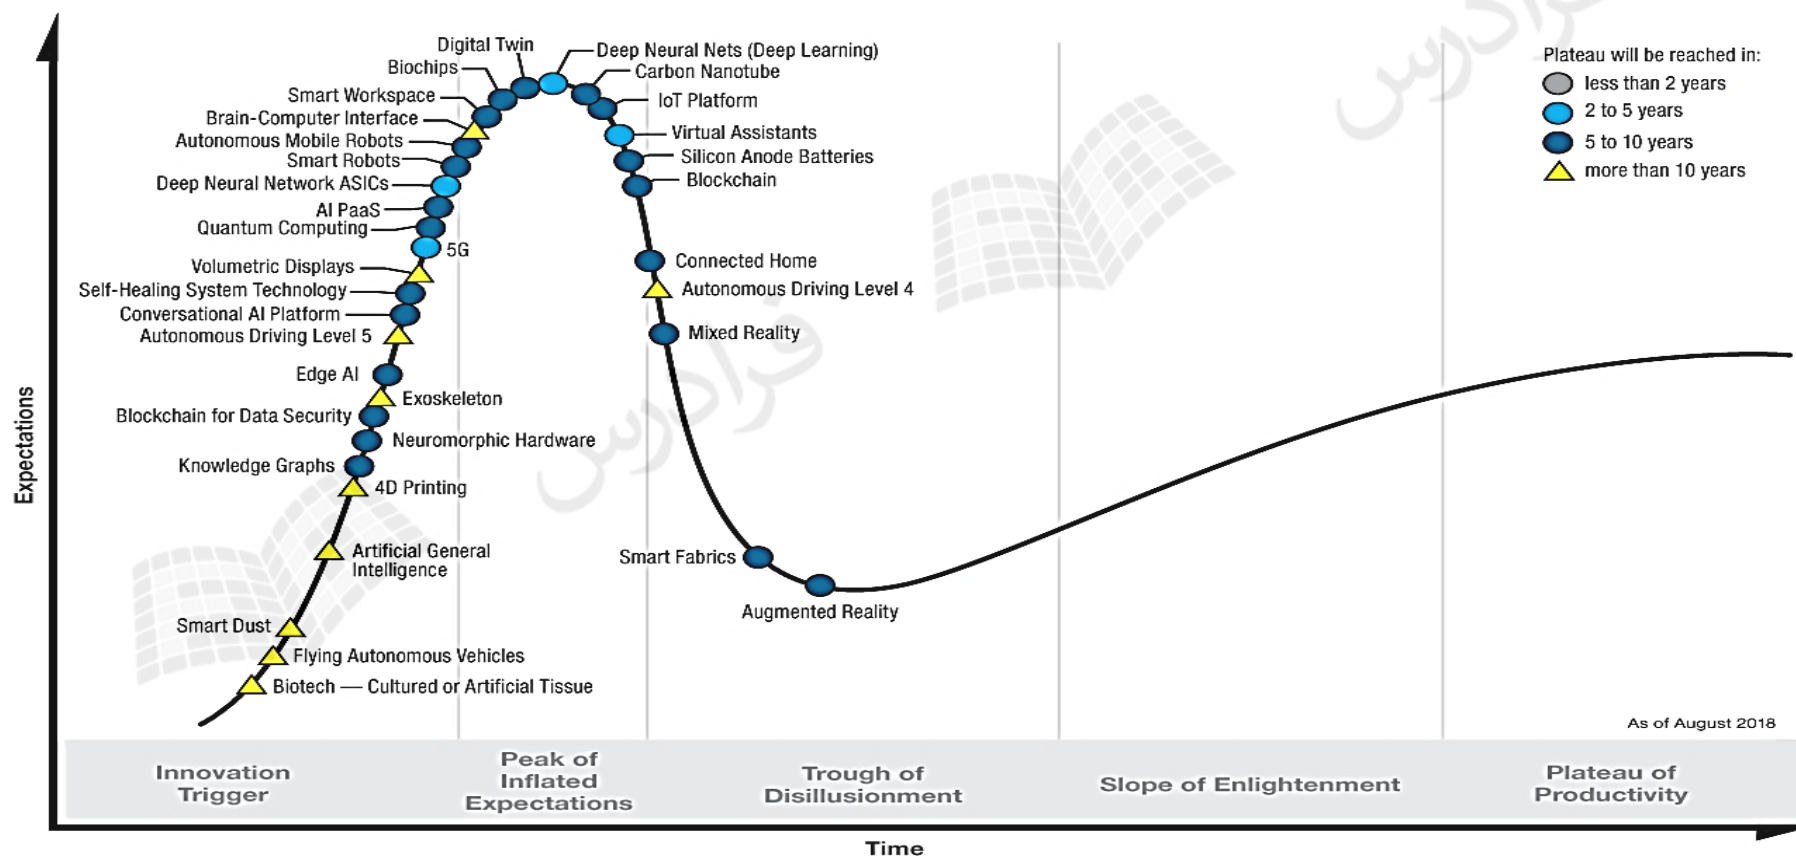 Digital Twin
Biochips
Smart Workspace
Brain-Computer Interface
Autonomous Mobile Robots
Smart Robots
Deep Neural Network ASICs
AI PaaS
Quantum Computing
5G
Volumetric Displays
Self-Healing System Technology
Conversational AI Platform
Autonomous Driving Level 5
Edge AI
Exoskeleton
Blockchain for Data Security
Neuromorphic Hardware
Knowledge Graphs
4D Printing
Artificial General
Intelligence
Smart Dust
Flying Autonomous Vehicles
Biotech — Cultured or Artificial Tissue
Deep Neural Nets (Deep Learning)
Carbon Nanotube
IoT Platform
Virtual Assistants
Silicon Anode Batteries
Blockchain
Connected Home
Autonomous Driving Level 4
Mixed Reality
Smart Fabrics
Augmented Reality
Plateau will be reached in:
less than 2 years
2 to 5 years
5 to 10 years
more than 10 years
As of August 2018
Expectations
Innovation
Trigger
Peak of
Inflated
Expectations
Trough of
Disillusionment
Slope of Enlightenment
Plateau of
Productivity
Time
فرادرس
فرادرس